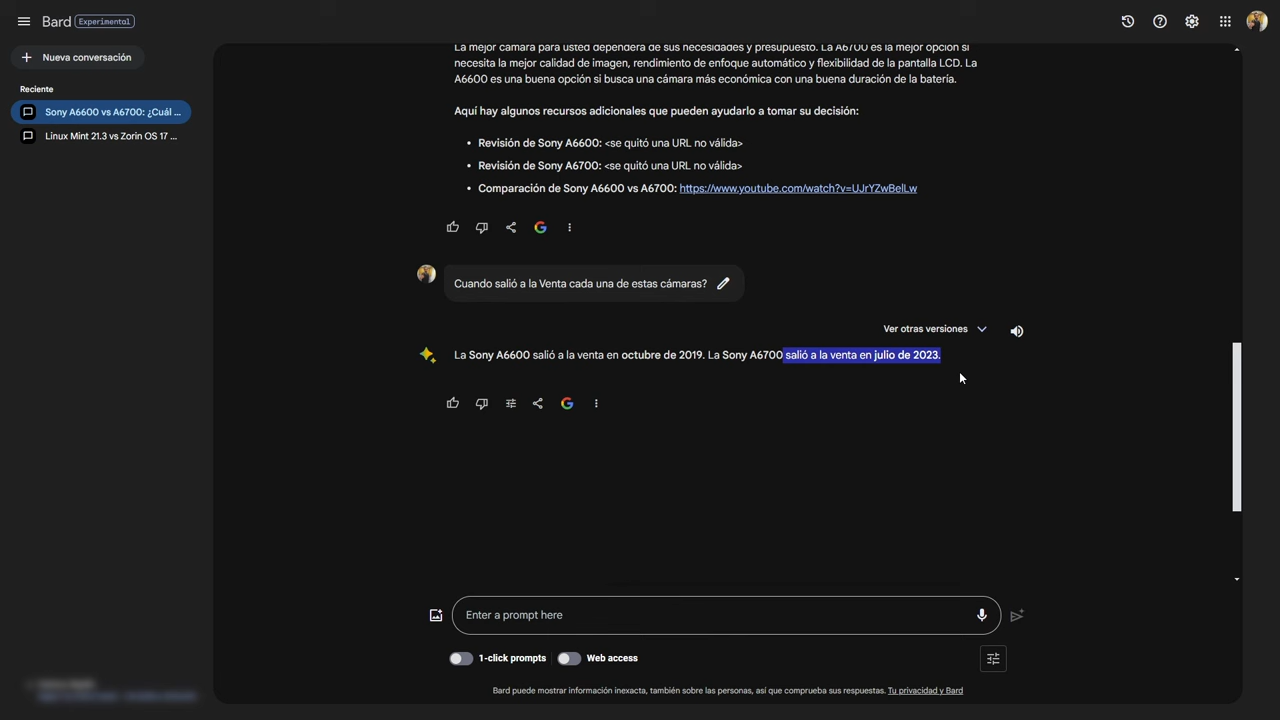 Bard Experimental
Nueva conversación
Reciente
Sony A6600 vs A6700: ¿Cuál ...
Linux Mint 21.3 vs Zorin OS 17 ...
La mejor cámara para usted dependerá de sus necesidades y presupuesto. La A6700 es la mejor opción si
necesita la mejor calidad de imagen, rendimiento de enfoque automático y flexibilidad de la pantalla LCD. La
A6600 es una buena opción si busca una cámara más económica con una buena duración de la batería.
Aquí hay algunos recursos adicionales que pueden ayudarlo a tomar su decisión:
• Revisión de Sony A6600: <se quitó una URL no válida>
• Revisión de Sony A6700: <se quitó una URL no válida>
• Comparación de Sony A6600 vs A6700: https://www.youtube.com/watch?v=UJrYZwBelLw
Cuando salió a la Venta cada una de estas cámaras?
Ver otras versiones
La Sony A6600 salió a la venta en octubre de 2019. La Sony A6700 salió a la venta en julio de 2023.
Enter a prompt here
1-click prompts Web access
Bard puede mostrar información inexacta, también sobre las personas, así que comprueba sus respuestas. Tu privacidad y Bard